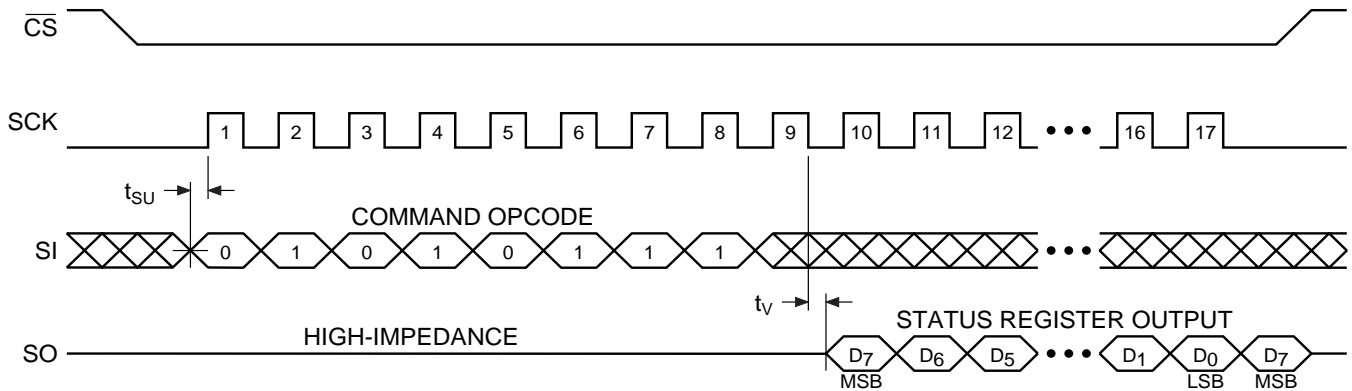 CS
SCK 1 2 3 4 5 6 7 8 9 10 11 12 16 17
tSU
COMMAND OPCODE
SI 0 1 0 1 0 1 1 1
tV
HIGH-IMPEDANCE STATUS REGISTER OUTPUT
SO D7 D6 D5 D1 D0 D7
MSB LSB MSB